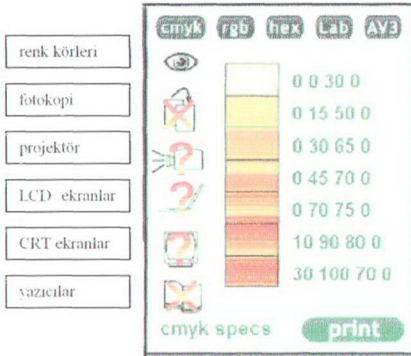 cmyk rgb hex Lab AV3
renk körleri
fotokopi
projektör
LCD ekranlar
CRT ekranlar
yazıcılar
0 0 30 0
0 15 50 0
0 30 65 0
0 45 70 0
0 70 75 0
10 90 80 0
30 100 70 0
cmyk specs
print